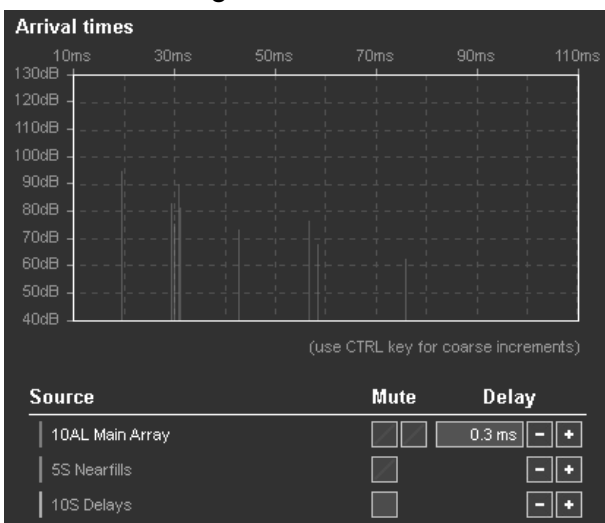 Arrival times
10ms 30ms 50ms 70ms 90ms 110ms
130dB
120dB
110dB
100dB
90dB
80dB
70dB
60dB
50dB
40dB
(use CTRL key for coarse increments)
Source Mute Delay
10AL Main Array 0.3 ms - +
5S Nearfills - +
10S Delays - +